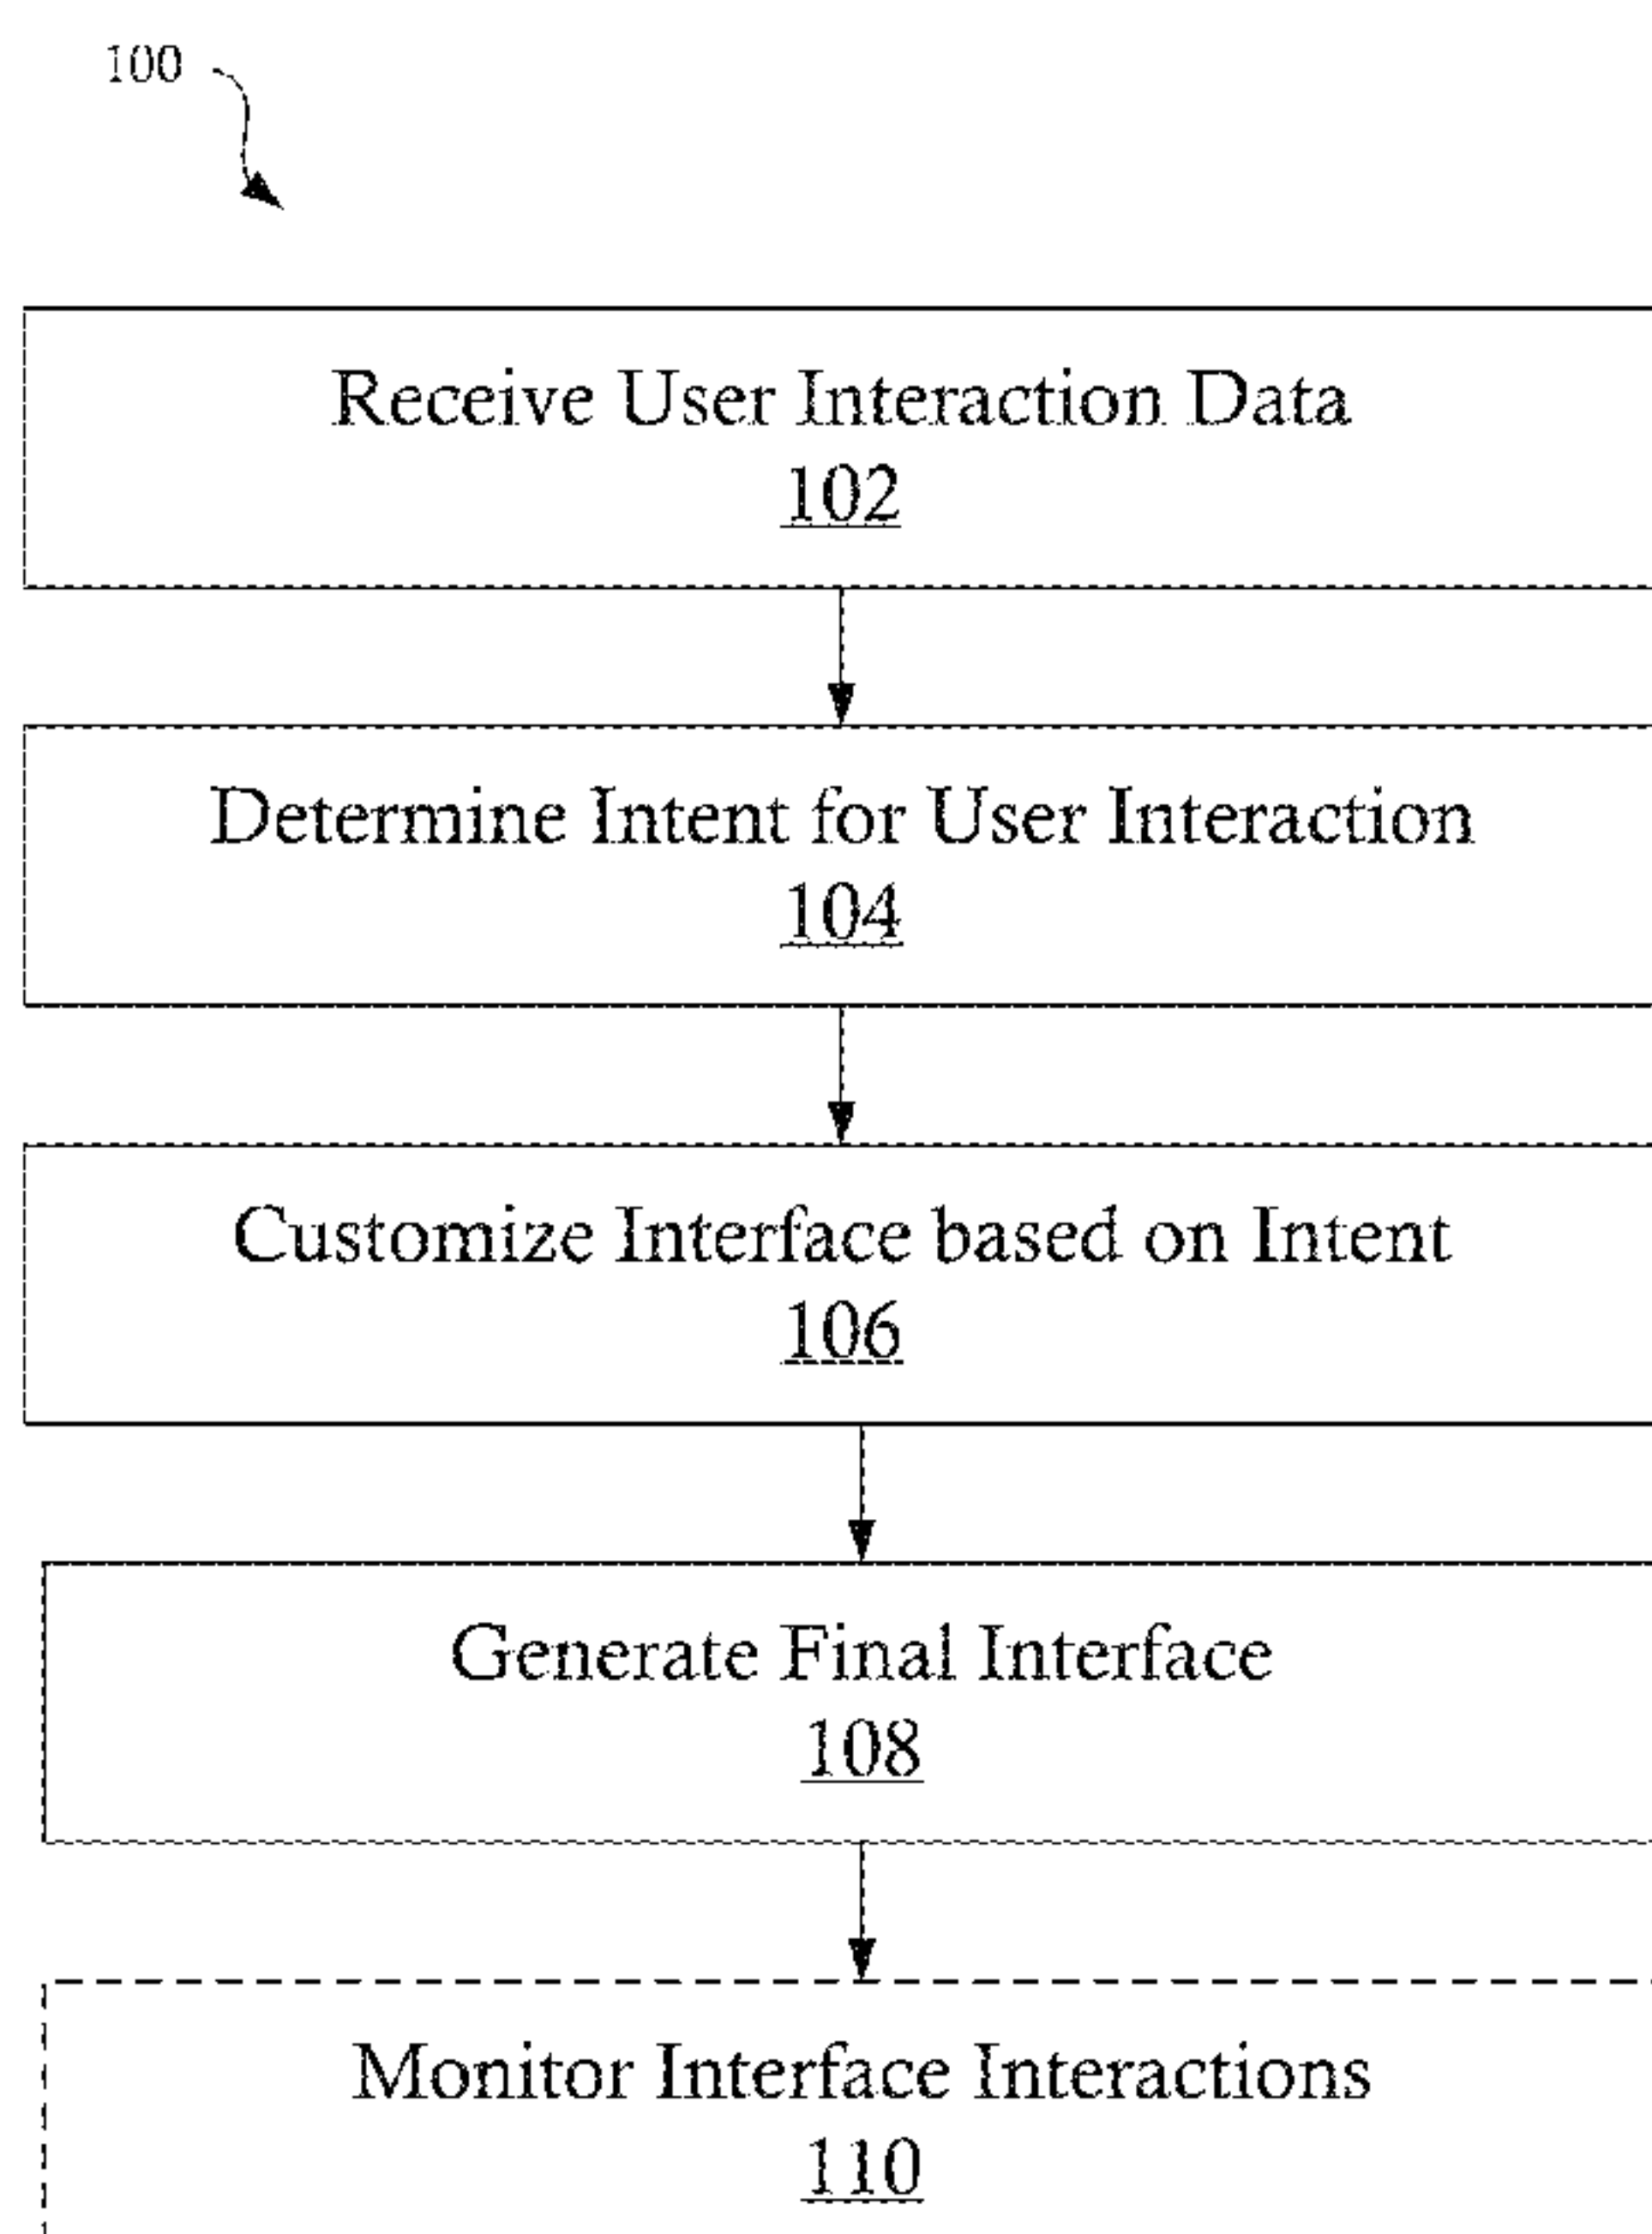 100
Receive User Interaction Data
102
Determine Intent for User Interaction
104
Customize Interface based on Intent
106
Generate Final Interface
108
Monitor Interface Interactions
110